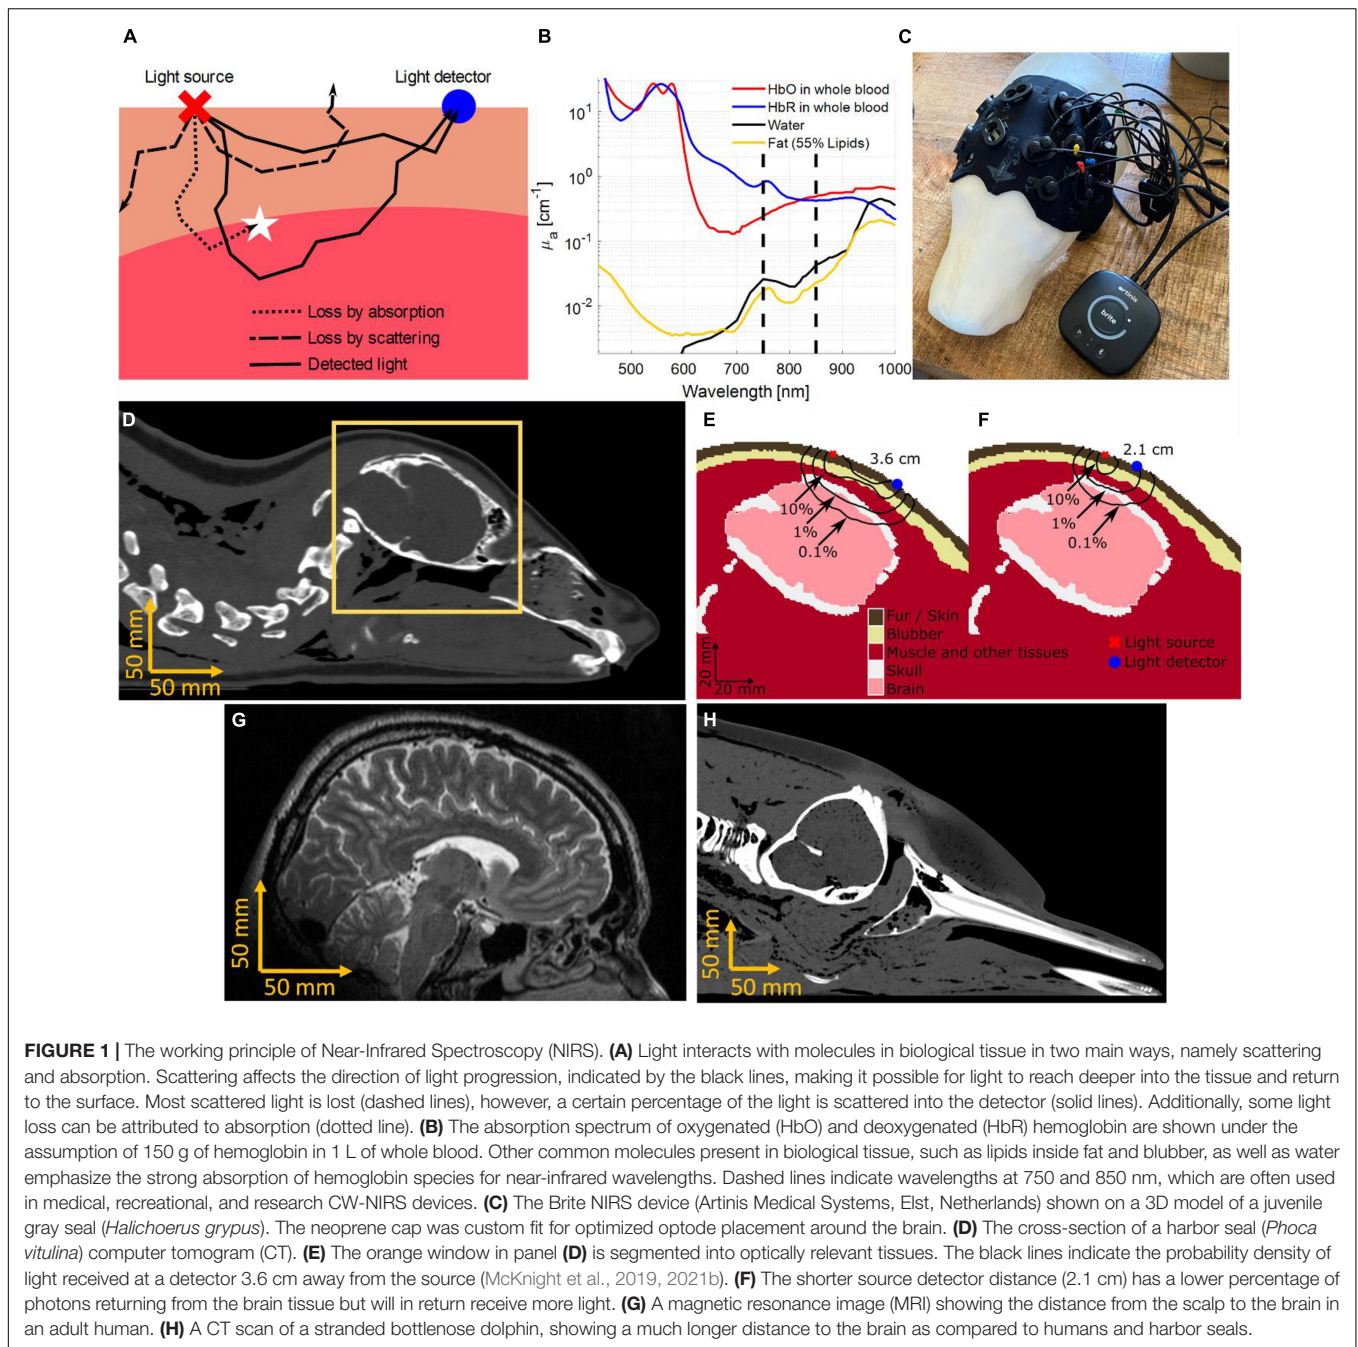 A
Light source
Light detector
Loss by absorption
Loss by scattering
Detected light
B
HbO in whole blood
HbR in whole blood
Water
Fat (55% Lipids)
10¹
10⁰
10⁻¹
10⁻²
μa [cm⁻¹]
500 600 700 800 900 1000
Wavelength [nm]
C
artinis
brite
D
50 mm
50 mm
E
3.6 cm
10%
1%
0.1%
Fur / Skin
Blubber
Muscle and other tissues
Skull
Brain
20 mm
20 mm
F
2.1 cm
10%
1%
0.1%
Light source
Light detector
G
50 mm
50 mm
H
50 mm
50 mm
FIGURE 1 | The working principle of Near-Infrared Spectroscopy (NIRS). (A) Light interacts with molecules in biological tissue in two main ways, namely scattering
and absorption. Scattering affects the direction of light progression, indicated by the black lines, making it possible for light to reach deeper into the tissue and return
to the surface. Most scattered light is lost (dashed lines), however, a certain percentage of the light is scattered into the detector (solid lines). Additionally, some light
loss can be attributed to absorption (dotted line). (B) The absorption spectrum of oxygenated (HbO) and deoxygenated (HbR) hemoglobin are shown under the
assumption of 150 g of hemoglobin in 1 L of whole blood. Other common molecules present in biological tissue, such as lipids inside fat and blubber, as well as water
emphasize the strong absorption of hemoglobin species for near-infrared wavelengths. Dashed lines indicate wavelengths at 750 and 850 nm, which are often used
in medical, recreational, and research CW-NIRS devices. (C) The Brite NIRS device (Artinis Medical Systems, Elst, Netherlands) shown on a 3D model of a juvenile
gray seal (Halichoerus grypus). The neoprene cap was custom fit for optimized optode placement around the brain. (D) The cross-section of a harbor seal (Phoca
vitulina) computer tomogram (CT). (E) The orange window in panel (D) is segmented into optically relevant tissues. The black lines indicate the probability density of
light received at a detector 3.6 cm away from the source (McKnight et al., 2019, 2021b). (F) The shorter source detector distance (2.1 cm) has a lower percentage of
photons returning from the brain tissue but will in return receive more light. (G) A magnetic resonance image (MRI) showing the distance from the scalp to the brain in
an adult human. (H) A CT scan of a stranded bottlenose dolphin, showing a much longer distance to the brain as compared to humans and harbor seals.